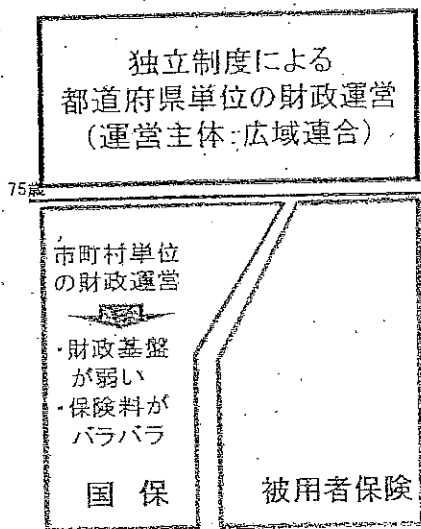 独立制度による
都道府県単位の財政運営
(運営主体:広域連合)
75歳
市町村単位
の財政運営
・財政基盤
が弱い
・保険料が
バラバラ
国保
被用者保険